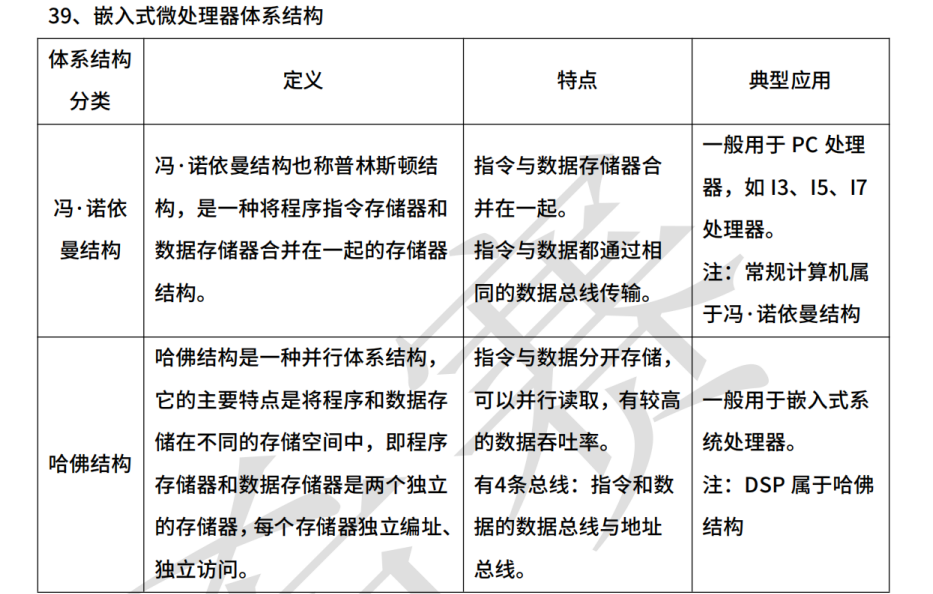 39、嵌入式微处理器体系结构
体系结构
分类
定义
特点
典型应用
冯·诺依
曼结构
冯·诺依曼结构也称普林斯顿结
构，是一种将程序指令存储器和
数据存储器合并在一起的存储器
结构。
指令与数据存储器合
并在一起。
指令与数据都通过相
同的数据总线传输。
一般用于 PC 处理
器，如 I3、I5、I7
处理器。
注：常规计算机属
于冯·诺依曼结构
哈佛结构
哈佛结构是一种并行体系结构，
它的主要特点是将程序和数据存
储在不同的存储空间中，即程序
存储器和数据存储器是两个独立
的存储器，每个存储器独立编址、
独立访问。
指令与数据分开存储，
可以并行读取，有较高
的数据吞吐率。
有4条总线：指令和数
据的数据总线与地址
总线。
一般用于嵌入式系
统处理器。
注：DSP 属于哈佛
结构